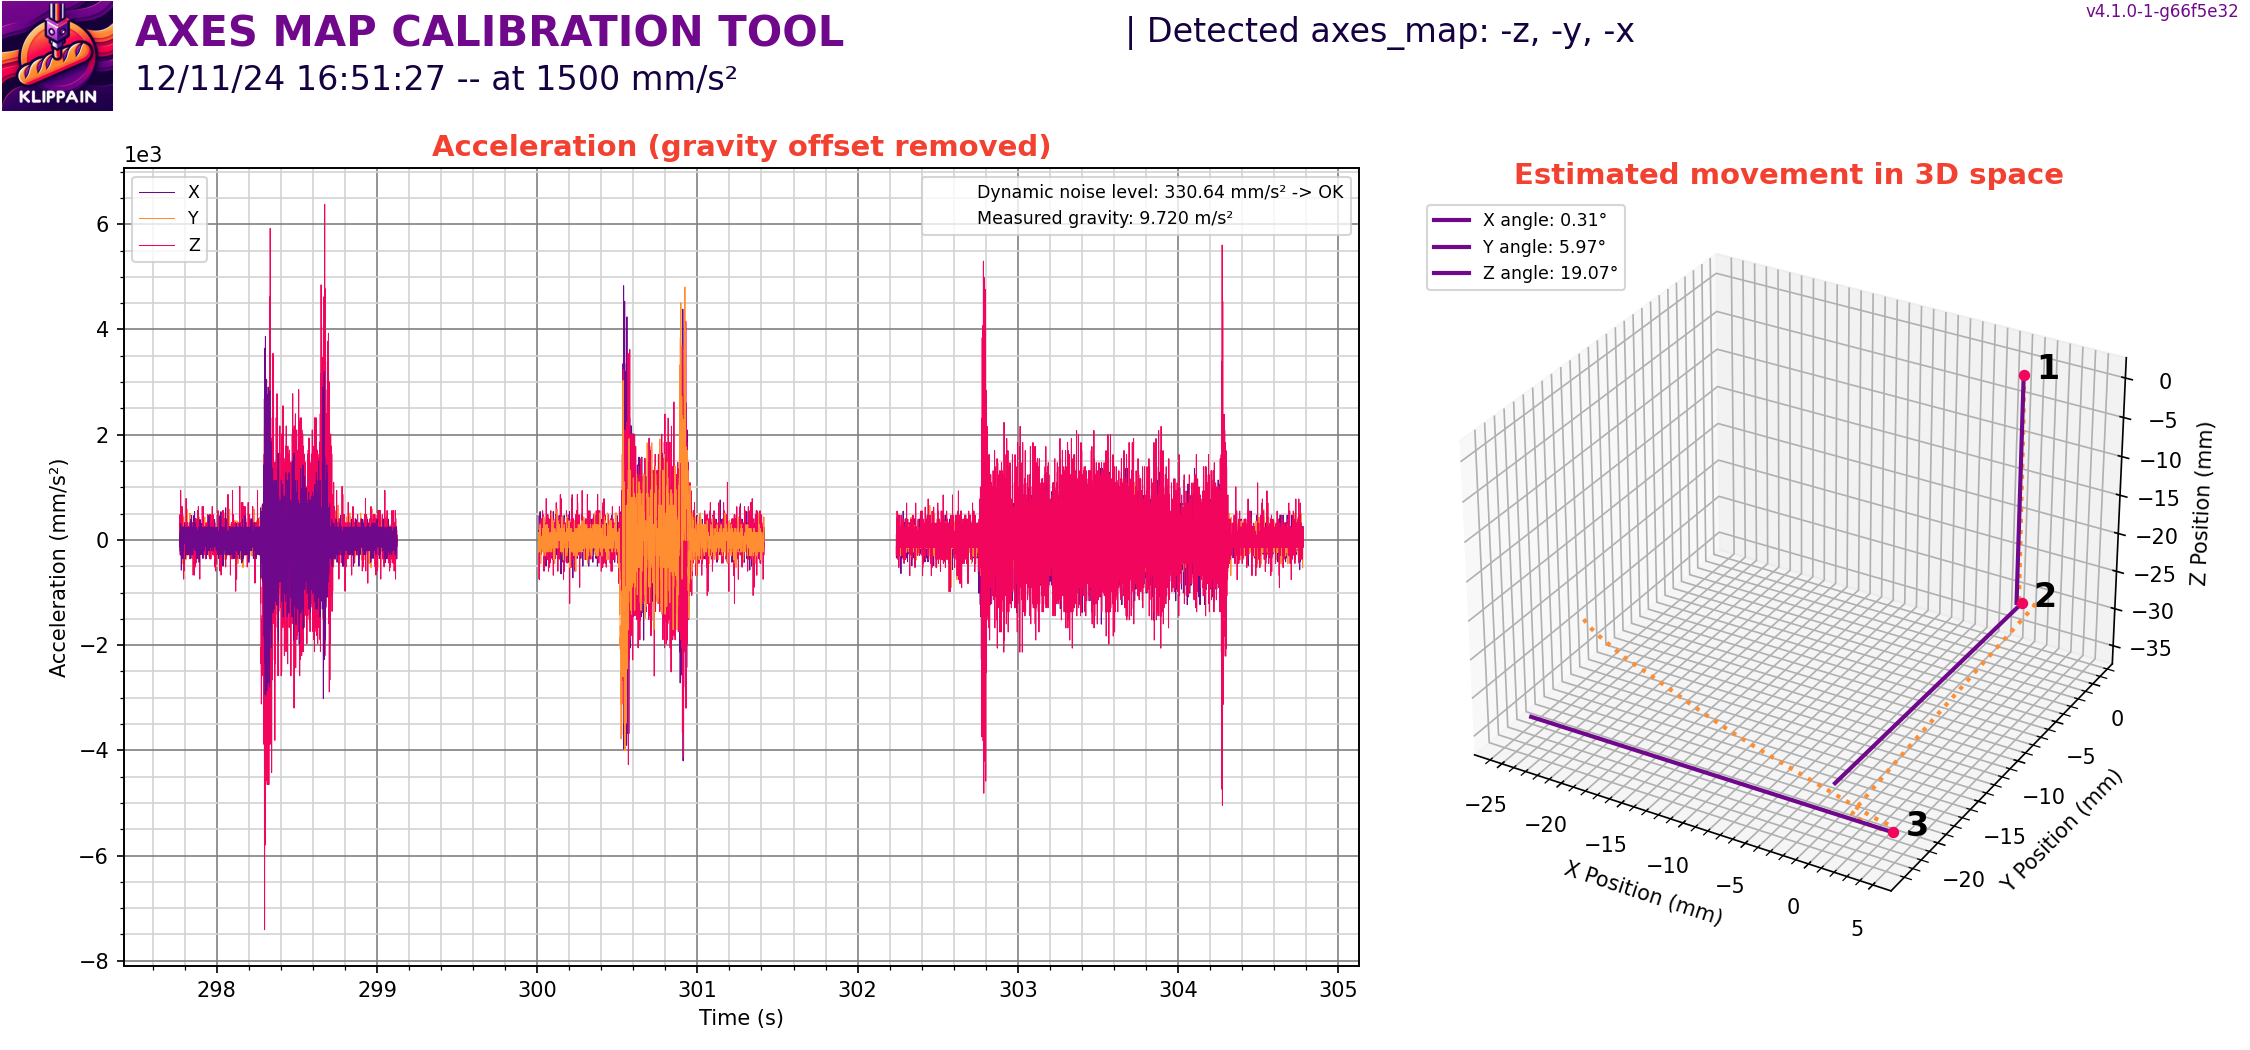 KLIPPAIN
AXES MAP CALIBRATION TOOL
12/11/24 16:51:27 -- at 1500 mm/s²
| Detected axes_map: -z, -y, -x
v4.1.0-1-g66f5e32
Acceleration (gravity offset removed)
1e3
X
Y
Z
Dynamic noise level: 330.64 mm/s² -> OK
Measured gravity: 9.720 m/s²
6
4
2
0
−2
−4
−6
−8
Acceleration (mm/s²)
298
299
300
301
302
303
304
305
Time (s)
Estimated movement in 3D space
X angle: 0.31°
Y angle: 5.97°
Z angle: 19.07°
1
2
3
0
−5
−10
−15
−20
−25
−30
−35
Z Position (mm)
0
−5
−10
−15
−20
Y Position (mm)
−25
−20
−15
−10
−5
0
5
X Position (mm)